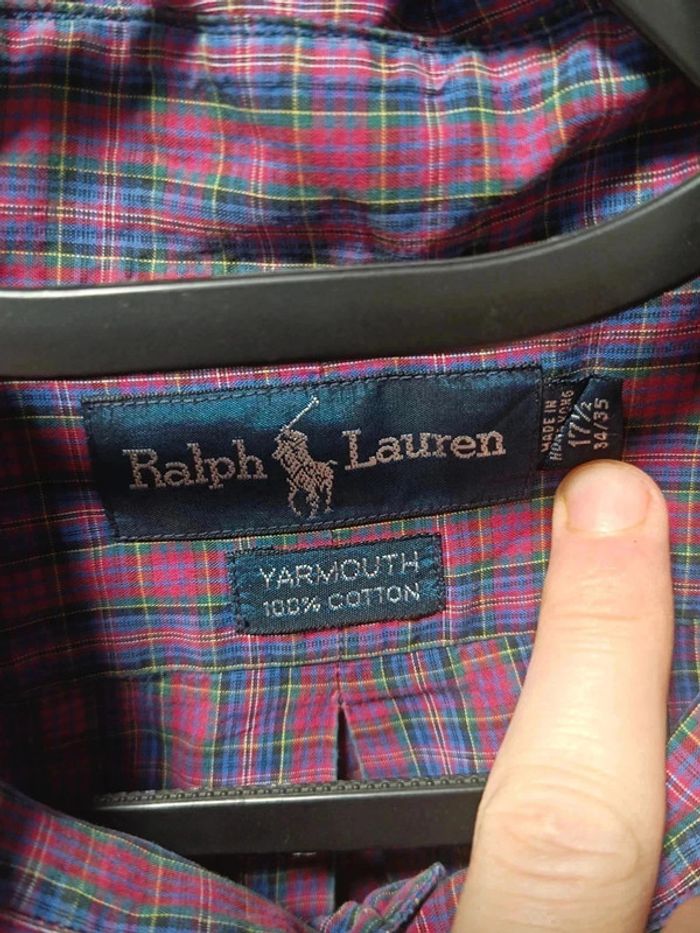 Ralph Lauren
MADE IN
HONG KONG
17½
34/35
YARMOUTH
100% COTTON